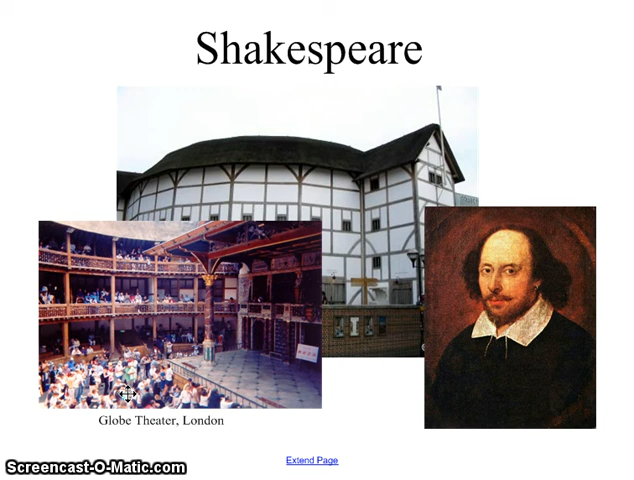 Shakespeare
Globe Theater, London
Extend Page
Screencast-O-Matic.com